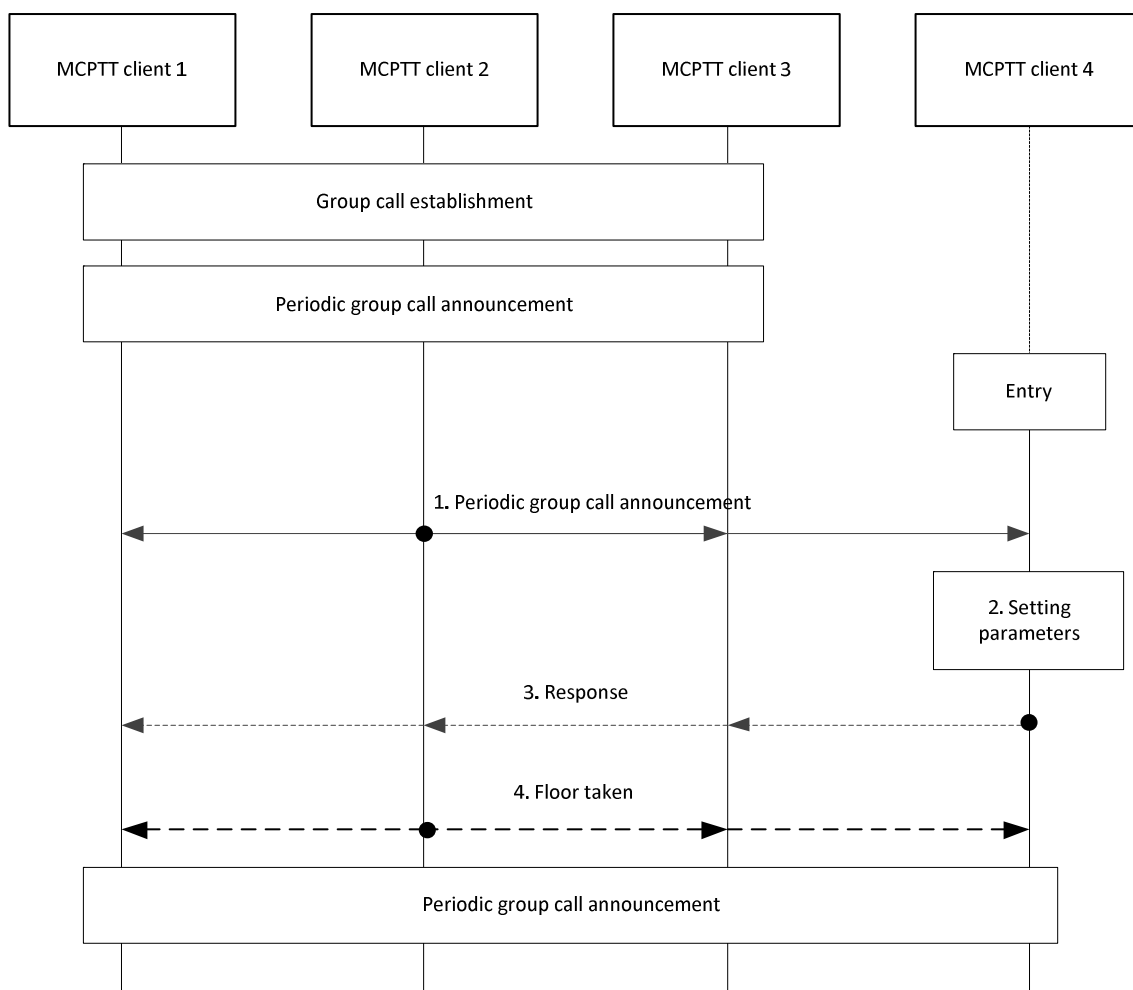 MCPTT client 1
MCPTT client 2
MCPTT client 3
MCPTT client 4
Group call establishment
Periodic group call announcement
Entry
1. Periodic group call announcement
2. Setting
parameters
3. Response
4. Floor taken
Periodic group call announcement